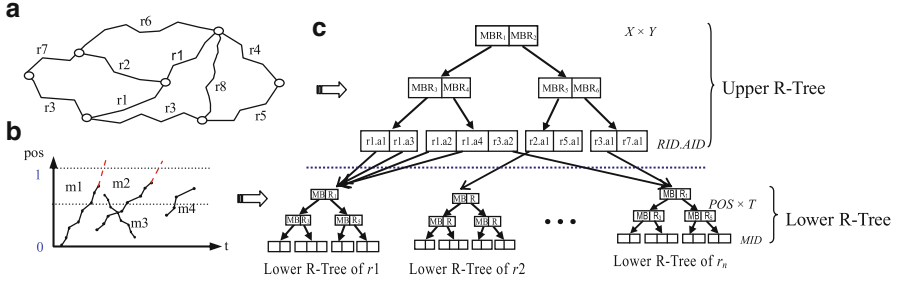 a
r6
r7
r2
r1
r4
r8
r3
r1
r3
r5
b
pos
1
m1
m2
m3
m4
0
t
c
MBR1 MBR2
X × Y
MBR3 MBR4
MBR5 MBR6
Upper R-Tree
r1.a1 r1.a3
r1.a2 r1.a4 r3.a2
r2.a1 r5.a1
r3.a1 r7.a1
RID.AID
POS × T
Lower R-Tree
MID
Lower R-Tree of r1
Lower R-Tree of r2
Lower R-Tree of rn